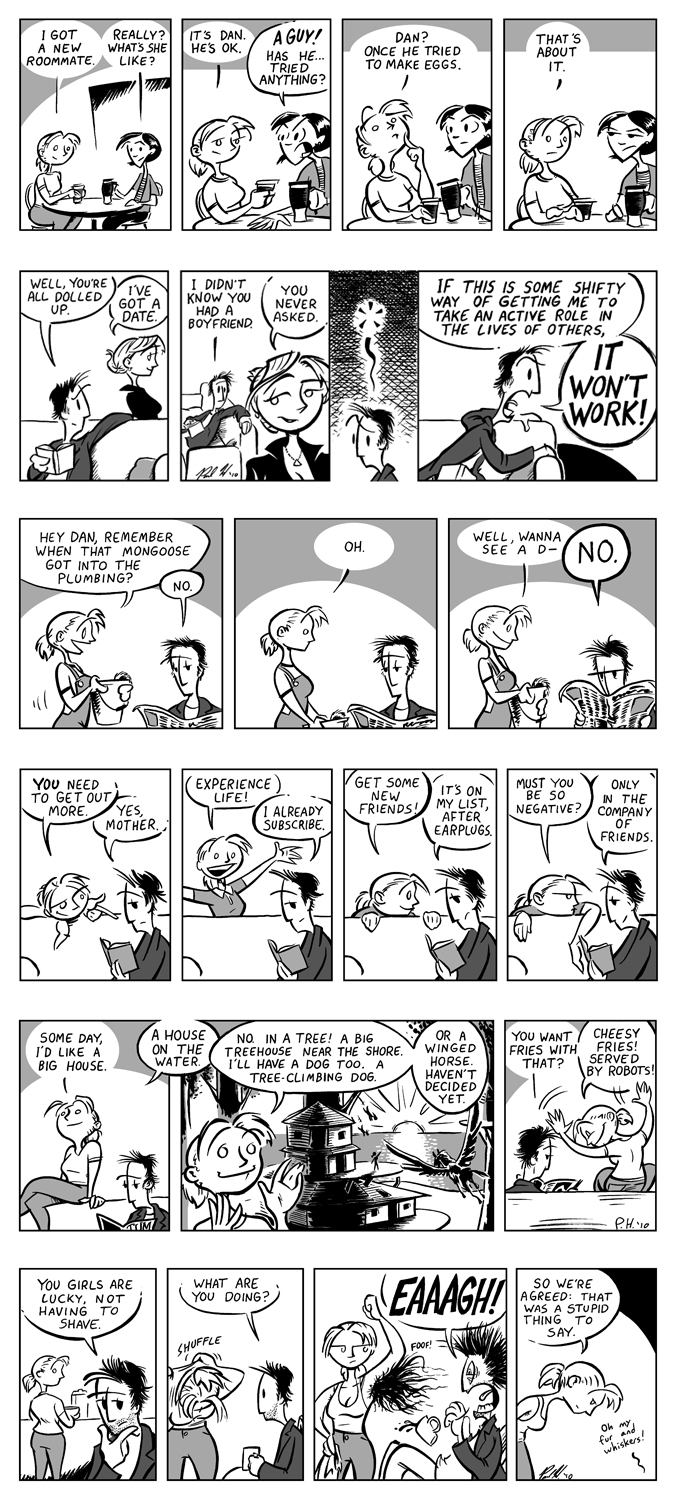 I GOT
A NEW
ROOMMATE.
REALLY?
WHAT'S SHE
LIKE?
IT'S DAN.
HE'S OK.
A GUY!
HAS HE...
TRIED
ANYTHING?
DAN?
ONCE HE TRIED
TO MAKE EGGS.
THAT'S
ABOUT
IT.
WELL, YOU'RE
ALL DOLLED
UP.
I'VE
GOT A
DATE.
I DIDN'T
KNOW YOU
HAD A
BOYFRIEND.
YOU
NEVER
ASKED.
IF THIS IS SOME SHIFTY
WAY OF GETTING ME TO
TAKE AN ACTIVE ROLE IN
THE LIVES OF OTHERS,
IT
WON'T
WORK!
HEY DAN, REMEMBER
WHEN THAT MONGOOSE
GOT INTO THE
PLUMBING?
NO.
OH.
WELL, WANNA
SEE A D-
NO.
YOU NEED
TO GET OUT
MORE.
YES,
MOTHER.
EXPERIENCE
LIFE!
I ALREADY
SUBSCRIBE.
GET SOME
NEW
FRIENDS!
IT'S ON
MY LIST,
AFTER
EARPLUGS.
MUST YOU
BE SO
NEGATIVE?
ONLY
IN THE
COMPANY
OF
FRIENDS.
SOME DAY,
I'D LIKE A
BIG HOUSE.
A HOUSE
ON THE
WATER.
NO. IN A TREE! A BIG
TREEHOUSE NEAR THE SHORE.
I'LL HAVE A DOG TOO. A
TREE-CLIMBING DOG.
OR A
WINGED
HORSE.
HAVEN'T
DECIDED
YET.
YOU WANT
FRIES WITH
THAT?
CHEESY
FRIES!
SERVED
BY ROBOTS!
P.H. '10
YOU GIRLS ARE
LUCKY, NOT
HAVING TO
SHAVE.
WHAT ARE
YOU DOING?
SHUFFLE
EAAAGH!
FOOF!
SO WE'RE
AGREED: THAT
WAS A STUPID
THING TO
SAY.
Oh my
fur and
whiskers!